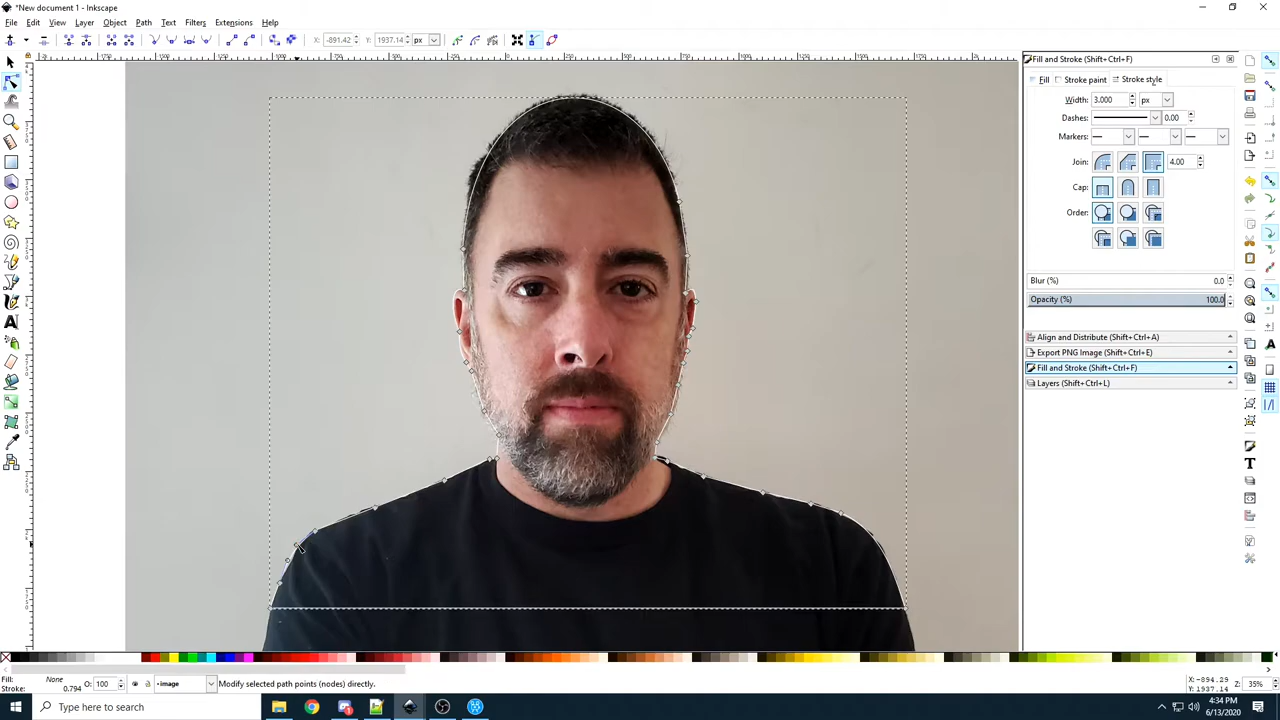 *New document 1 - Inkscape
File Edit View Layer Object Path Text Filters Extensions Help
X: -891.42 Y: 1937.14 px
Fill and Stroke (Shift+Ctrl+F)
Fill Stroke paint Stroke style
Width: 3.000 px
Dashes: 0.00
Markers:
Join: 4.00
Cap:
Order:
Blur (%) 0.0
Opacity (%) 100.0
Align and Distribute (Shift+Ctrl+A)
Export PNG Image (Shift+Ctrl+E)
Fill and Stroke (Shift+Ctrl+F)
Layers (Shift+Ctrl+L)
Fill: None
Stroke: 0.794 O: 100 •image Modify selected path points (nodes) directly. X: -894.29 Y: 1937.14 Z: 35%
Type here to search
4:34 PM
6/13/2020